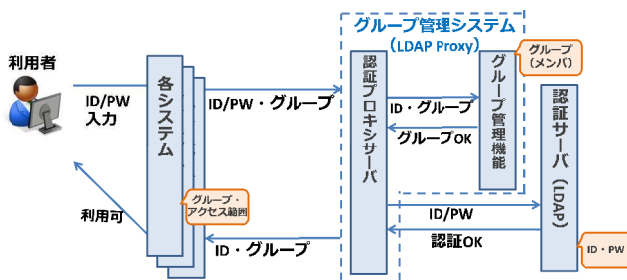 グループ管理システム
(LDAP Proxy)
利用者
ID/PW
入力
各システム
ID/PW・グループ
認証プロキシサーバ
ID・グループ
グループOK
グループ管理機能
グループ
(メンバ)
認証サーバ(LDAP)
ID/PW
認証OK
ID・PW
グループ・
アクセス範囲
利用可
ID・グループ